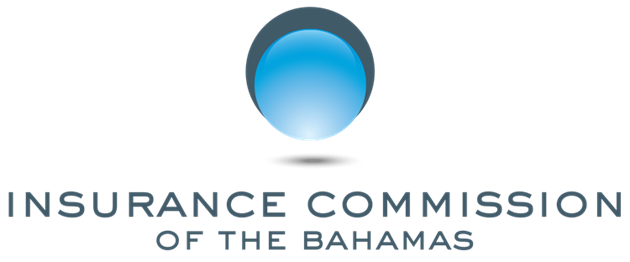 INSURANCE COMMISSION
OF THE BAHAMAS